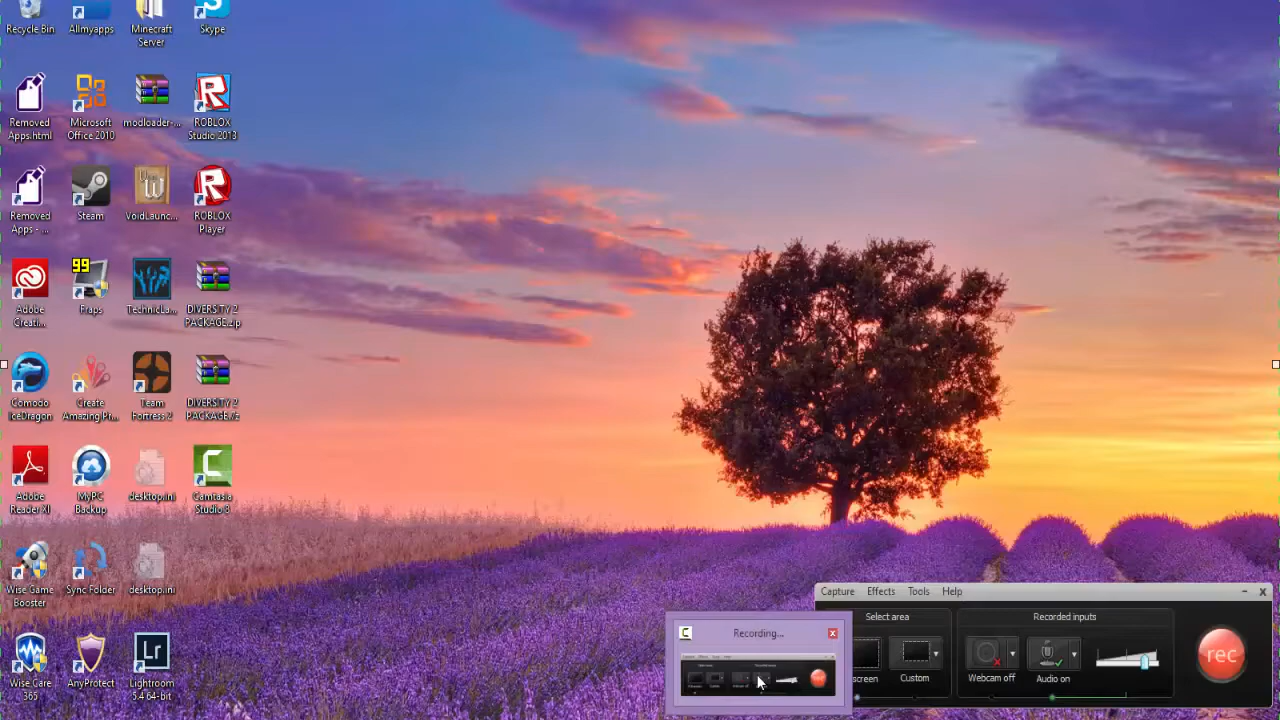 Recycle Bin
Allmyapps
Minecraft
Server
Skype
Removed
Apps.html
Microsoft
Office 2010
modloader-...
ROBLOX
Studio 2013
Removed
Apps - ...
Steam
VoidLaunc...
ROBLOX
Player
99
Adobe
Creati...
Fraps
TechnicLa...
DIVERSITY 2
PACKAGE.zip
Comodo
IceDragon
Create
Amazing Ph...
Team
Fortress 2
DIVERSITY 2
Adobe
Reader XI
MyPC
Backup
desktop.ini
Camtasia
Studio 8
Wise Game
Booster
Sync Folder
desktop.ini
Wise Care
365
AnyProtect
Lr
Lightroom
5.4 64-bit
Recording...
Capture Effects Tools Help
Select area
Recorded inputs
screen
Custom
Webcam off
Audio on
rec